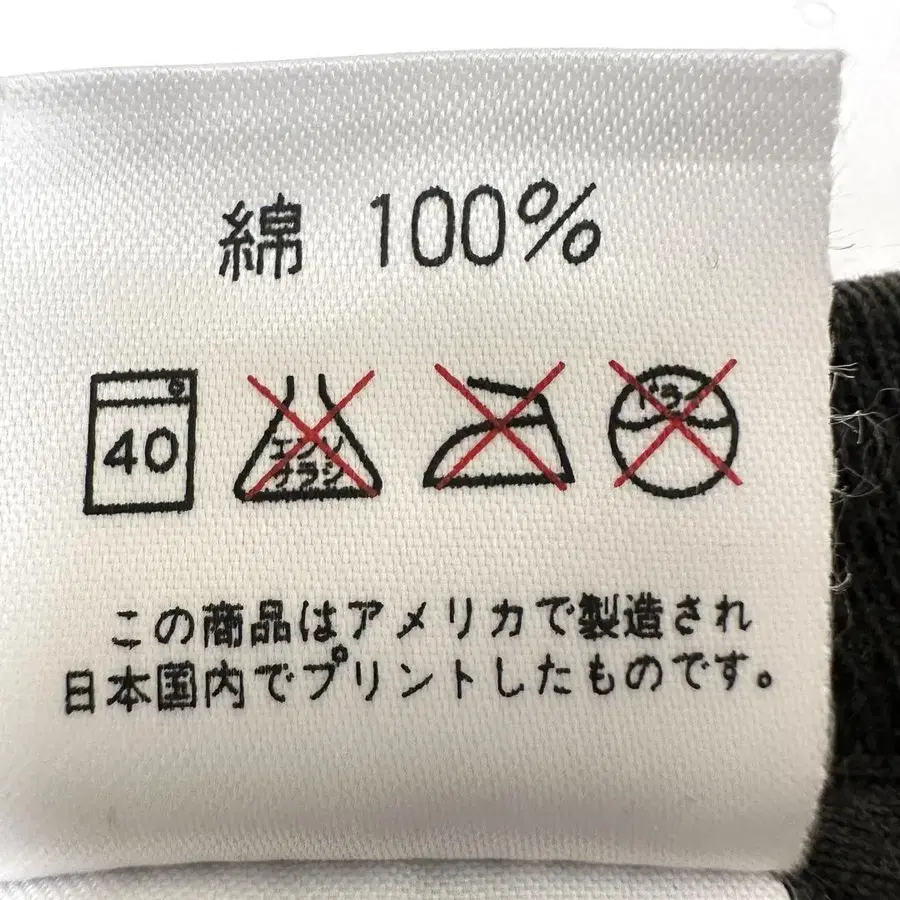 綿 100%
40
エンソ
サラシ
ドライ
この商品はアメリカで製造され
日本国内でプリントしたものです。